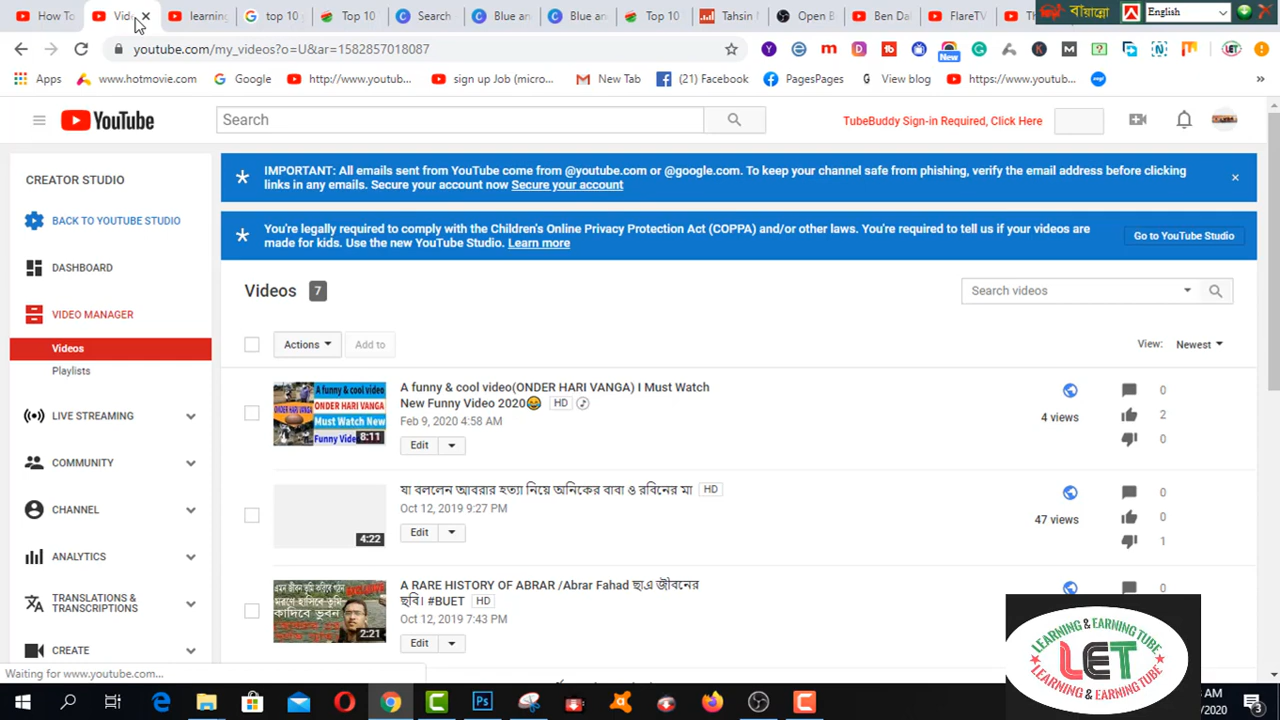 How To
Vid
learning
top 10
Top 10
Search
Blue an
Blue an
Top 10
Tahsin
Open B
Ben Dal
FlareTV
English
youtube.com/my_videos?o=U&ar=1582857018087
New
Apps
www.hotmovie.com
Google
http://www.youtub...
sign up Job (micro...
New Tab
(21) Facebook
PagesPages
View blog
https://www.youtub...
YouTube
Search
TubeBuddy Sign-in Required, Click Here
CREATOR STUDIO
BACK TO YOUTUBE STUDIO
DASHBOARD
VIDEO MANAGER
Videos
Playlists
LIVE STREAMING
COMMUNITY
CHANNEL
ANALYTICS
TRANSLATIONS &
TRANSCRIPTIONS
CREATE
IMPORTANT: All emails sent from YouTube come from @youtube.com or @google.com. To keep your channel safe from phishing, verify the email address before clicking
links in any emails. Secure your account now Secure your account
You're legally required to comply with the Children's Online Privacy Protection Act (COPPA) and/or other laws. You're required to tell us if your videos are
made for kids. Use the new YouTube Studio. Learn more
Go to YouTube Studio
Videos 7
Search videos
Actions
Add to
View:
Newest
A funny & cool video
ONDER HARI VANGA
Must Watch
New
Funny Vide
8:11
A funny & cool video(ONDER HARI VANGA) I Must Watch
New Funny Video 2020😂 HD
Feb 9, 2020 4:58 AM
Edit
4 views
0
2
0
4:22
যা বললেন আবরার হত্যা নিয়ে অনিকের বাবা ও রবিনের মা HD
Oct 12, 2019 9:27 PM
Edit
47 views
0
0
1
এমন জীবন তুমি করিবে গঠন
মরণে হাসিবে তুমি
কাদিবে ভুবন
2:21
A RARE HISTORY OF ABRAR /Abrar Fahad ছাএ জীবনের
ছবি। #BUET HD
Oct 12, 2019 7:43 PM
Edit
0
LEARNING & EARNING TUBE
LET
LEARNING & EARNING TUBE
Waiting for www.youtube.com...
AM
/2020
3